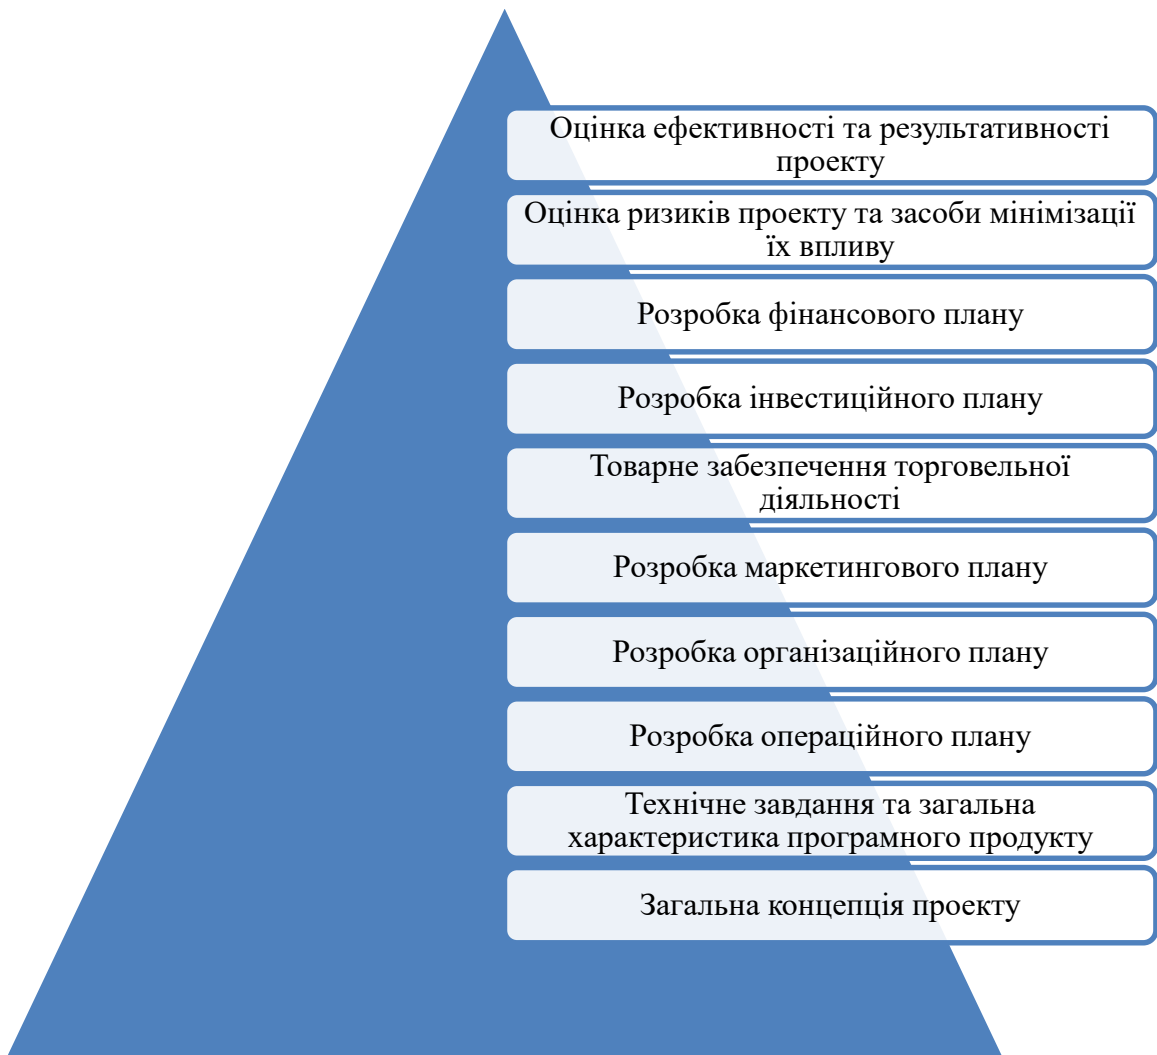 Оцінка ефективності та результативності
проекту
Оцінка ризиків проекту та засоби мінімізації
їх впливу
Розробка фінансового плану
Розробка інвестиційного плану
Товарне забезпечення торговельної
діяльності
Розробка маркетингового плану
Розробка організаційного плану
Розробка операційного плану
Технічне завдання та загальна
характеристика програмного продукту
Загальна концепція проекту